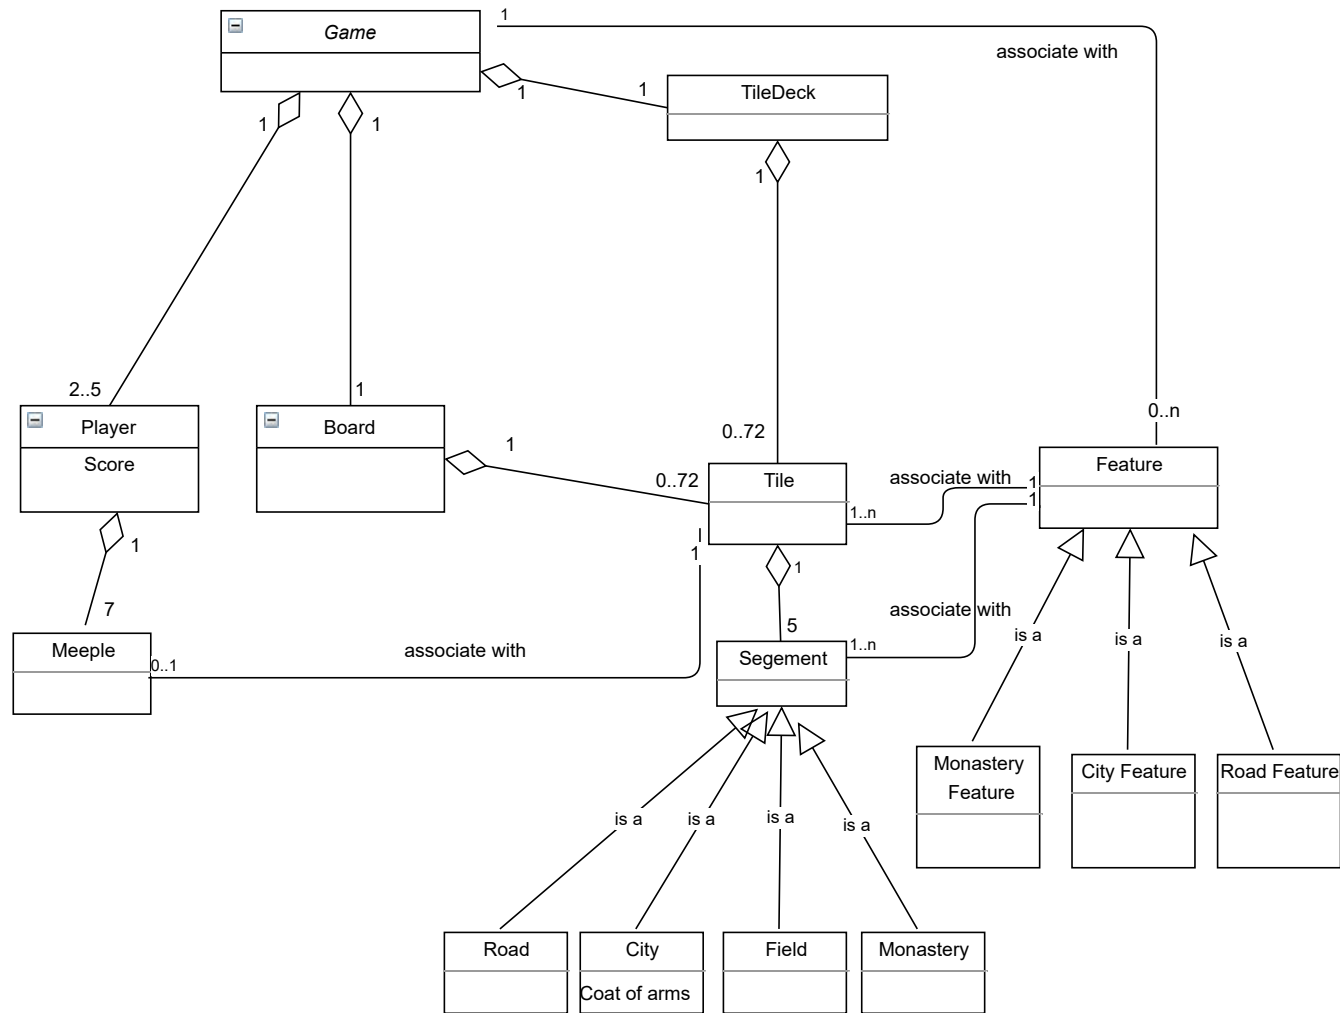 1
Game
associate with
1
1
TileDeck
1
1
1
2..5
1
0..n
Player
Board
1
0..72
Score
Feature
0..72
Tile
associate with
1
1
1..n
1
1
1
7
5
associate with
is a
is a
is a
Meeple
associate with
1..n
Segement
0..1
Monastery
Feature
City Feature
Road Feature
is a
is a
is a
is a
Road
City
Field
Monastery
Coat of arms